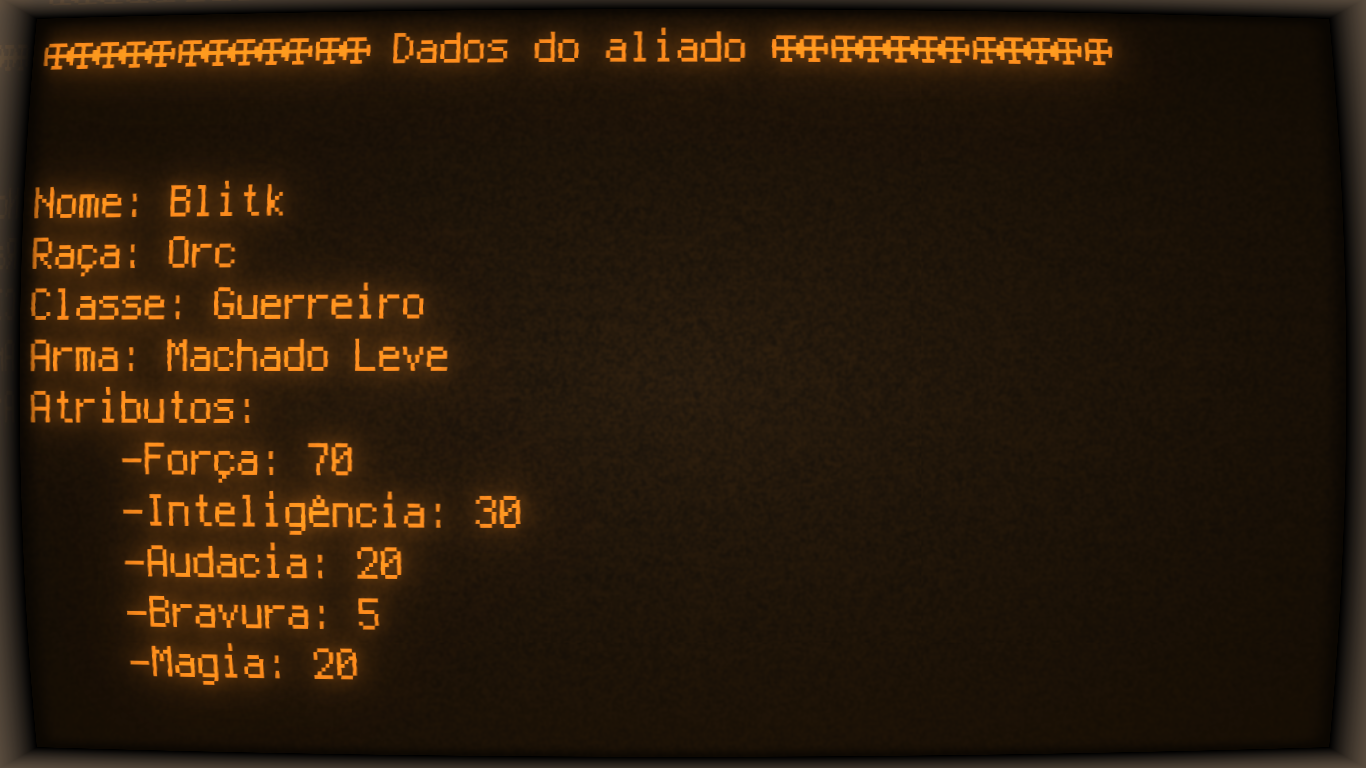 Dados do aliado
Nome: Blitk
Raça: Orc
Classe: Guerreiro
Arma: Machado Leve
Atributos:
-Força: 70
-Inteligência: 30
-Audacia: 20
-Bravura: 5
-Magia: 20